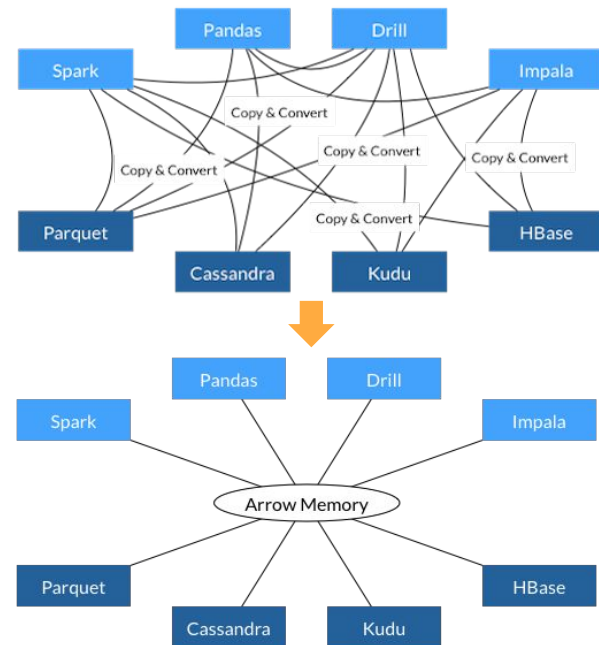 Pandas
Drill
Spark
Impala
Copy & Convert
Copy & Convert
Copy & Convert
Copy & Convert
Copy & Convert
Parquet
HBase
Cassandra
Kudu
Pandas
Drill
Spark
Impala
Arrow Memory
Parquet
HBase
Cassandra
Kudu